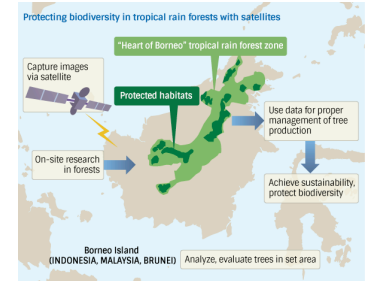 Protecting biodiversity in tropical rain forests with satellites
"Heart of Borneo" tropical rain forest zone
Capture images
via satellite
Protected habitats
Use data for proper
management of tree
production
On-site research
in forests
Achieve sustainability,
protect biodiversity
Borneo Island
(INDONESIA, MALAYSIA, BRUNEI)
Analyze, evaluate trees in set area